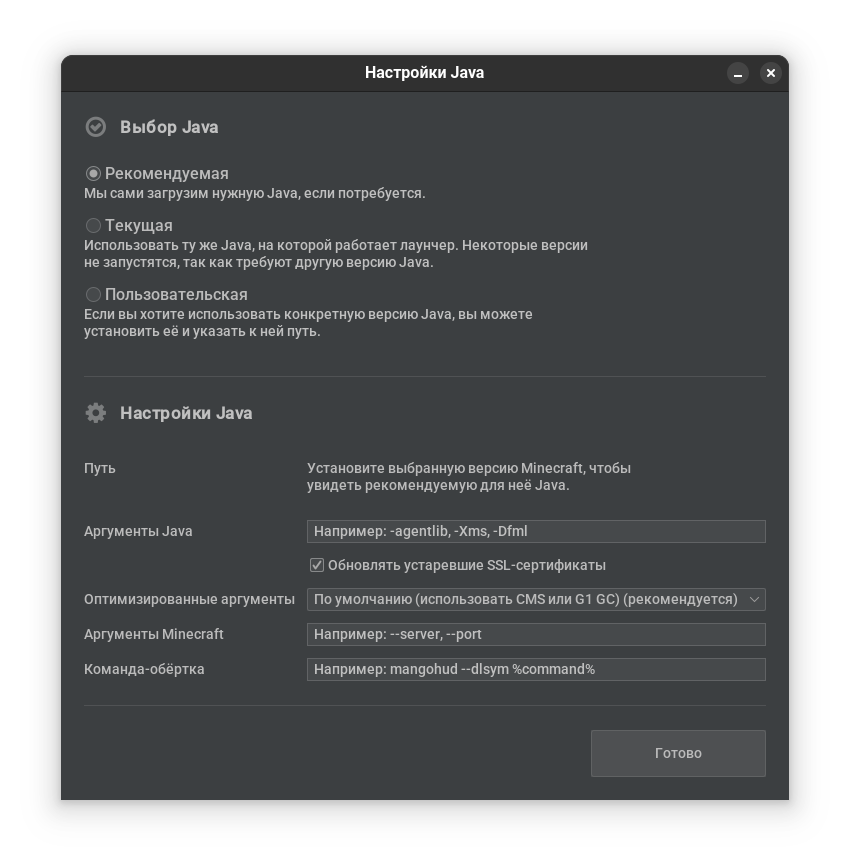 Настройки Java
Выбор Java
Рекомендуемая
Мы сами загрузим нужную Java, если потребуется.
Текущая
Использовать ту же Java, на которой работает лаунчер. Некоторые версии
не запустятся, так как требуют другую версию Java.
Пользовательская
Если вы хотите использовать конкретную версию Java, вы можете
установить её и указать к ней путь.
Настройки Java
Путь
Установите выбранную версию Minecraft, чтобы
увидеть рекомендуемую для неё Java.
Аргументы Java
Например: -agentlib, -Xms, -Dfml
Обновлять устаревшие SSL-сертификаты
Оптимизированные аргументы
По умолчанию (использовать CMS или G1 GC) (рекомендуется)
Аргументы Minecraft
Например: --server, --port
Команда-обёртка
Например: mangohud --dlsym %command%
Готово